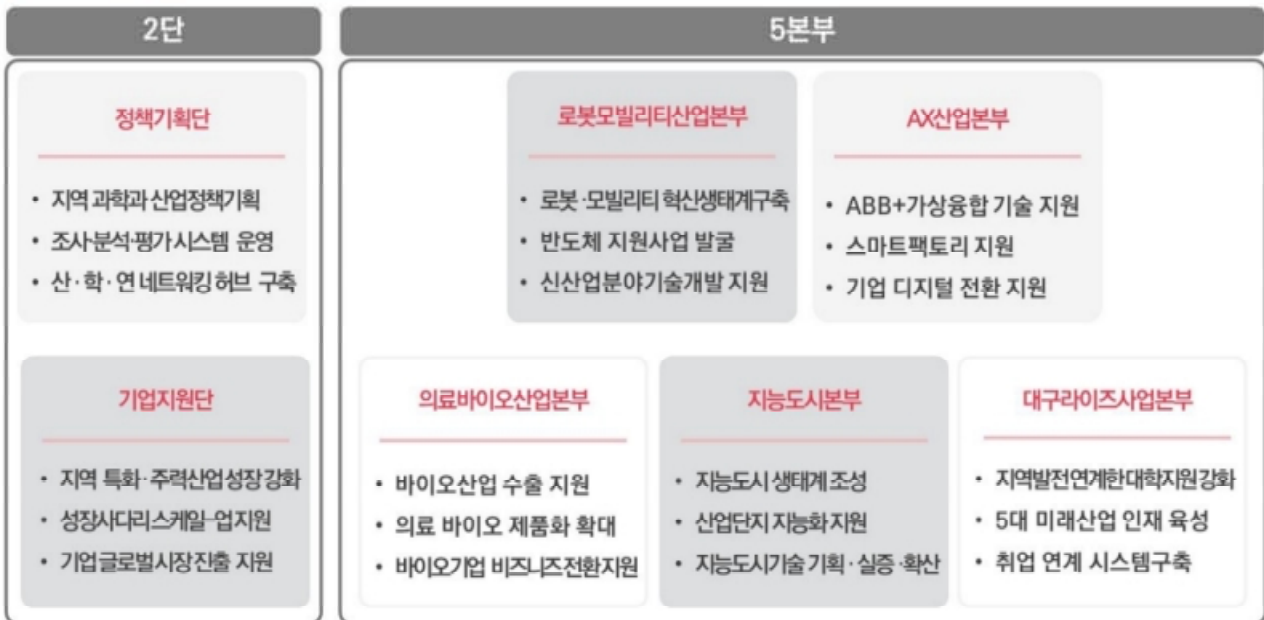 2단
정책기획단
• 지역 과학과 산업정책기획
• 조사·분석·평가 시스템 운영
• 산·학·연 네트워킹 허브 구축
기업지원단
• 지역 특화·주력산업 성장 강화
• 성장사다리 스케일-업 지원
• 기업 글로벌 시장 진출 지원
5본부
로봇모빌리티산업본부
• 로봇·모빌리티 혁신생태계구축
• 반도체 지원사업 발굴
• 신산업분야기술개발 지원
AX산업본부
• ABB+가상융합 기술 지원
• 스마트팩토리 지원
• 기업 디지털 전환 지원
의료바이오산업본부
• 바이오산업 수출 지원
• 의료 바이오 제품화 확대
• 바이오기업 비즈니즈전환지원
지능도시본부
• 지능도시 생태계 조성
• 산업단지 지능화 지원
• 지능도시기술 기획·실증·확산
대구라이즈사업본부
• 지역발전연계한대학지원강화
• 5대 미래산업 인재 육성
• 취업 연계 시스템구축